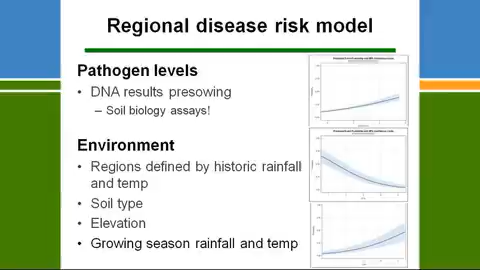 Regional disease risk model
Pathogen levels
• DNA results presowing
– Soil biology assays!
Environment
• Regions defined by historic rainfall
and temp
• Soil type
• Elevation
• Growing season rainfall and temp